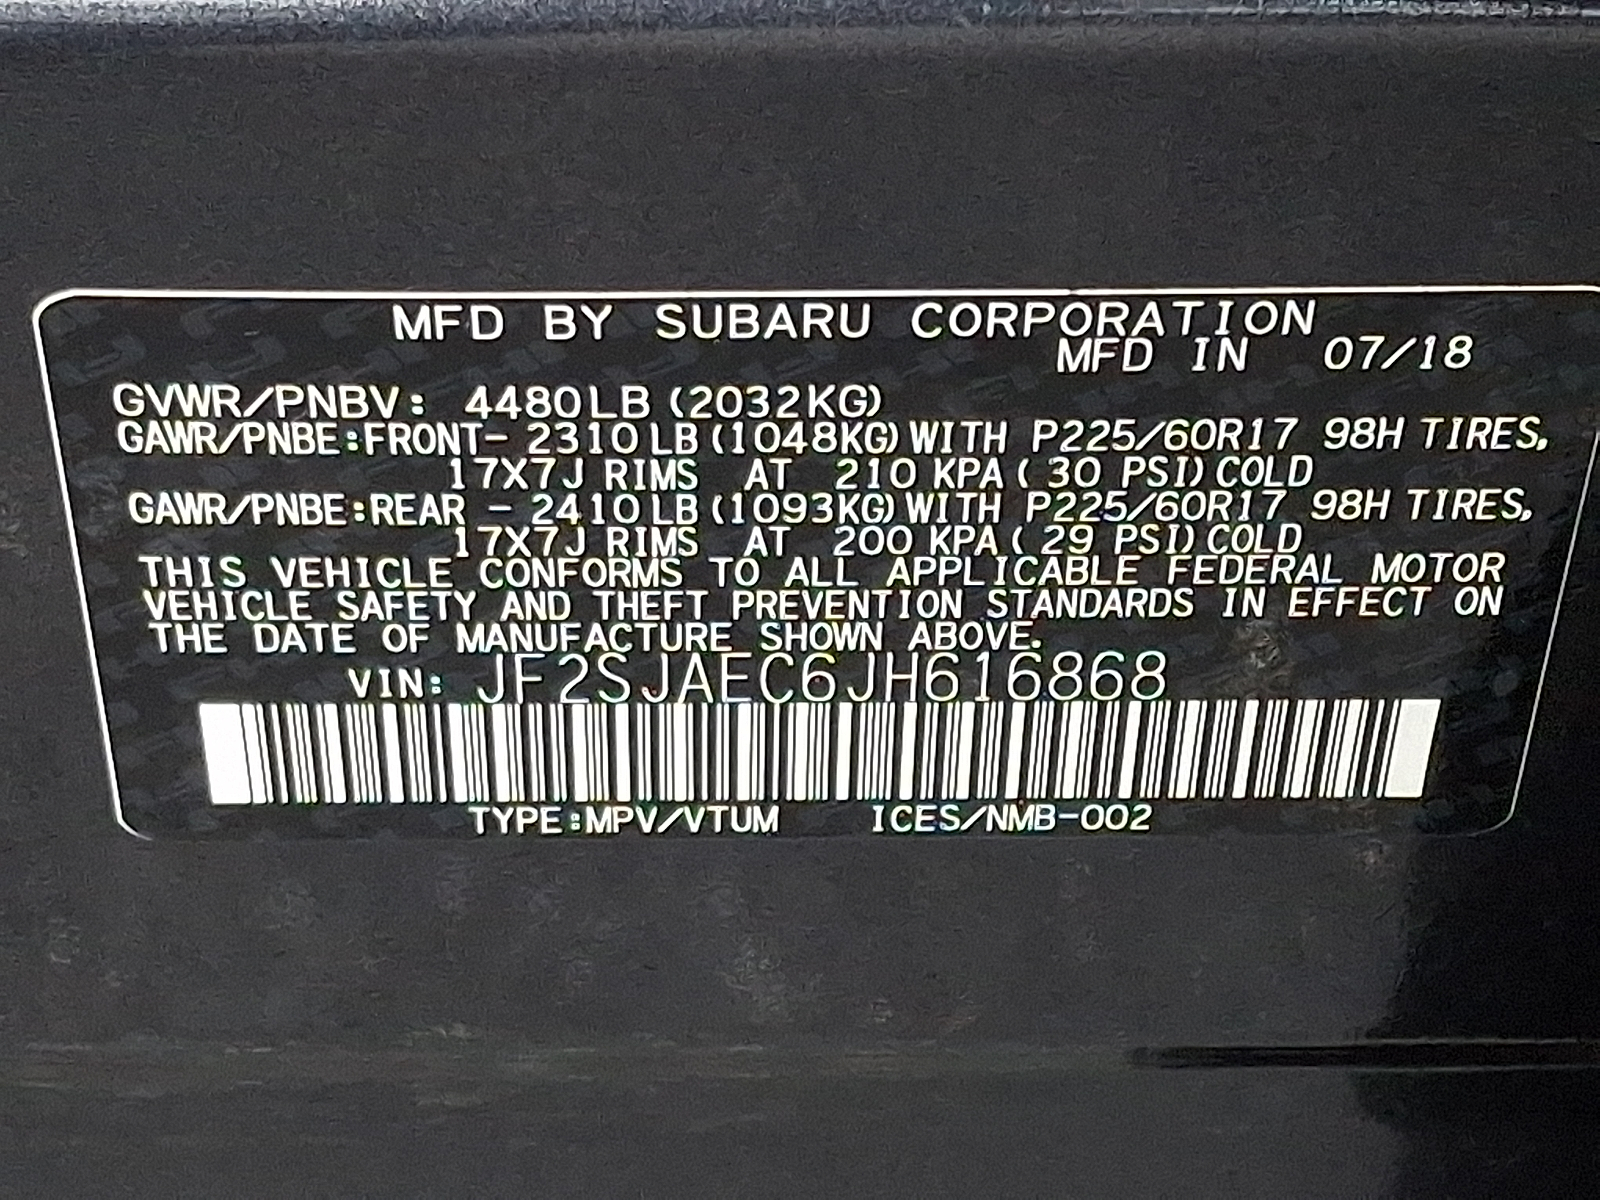 MFD BY SUBARU CORPORATION
MFD IN 07/18
GVWR/PNBV: 4480LB (2032KG)
GAWR/PNBE:FRONT- 2310LB(1048KG)WITH P225/60R17 98H TIRES,
17X7J RIMS AT 210 KPA( 30 PSI)COLD
GAWR/PNBE:REAR - 2410LB(1093KG)WITH P225/60R17 98H TIRES,
17X7J RIMS AT 200 KPA( 29 PSI)COLD
THIS VEHICLE CONFORMS TO ALL APPLICABLE FEDERAL MOTOR
VEHICLE SAFETY AND THEFT PREVENTION STANDARDS IN EFFECT ON
THE DATE OF MANUFACTURE SHOWN ABOVE.
VIN: JF2SJAEC6JH616868
TYPE:MPV/VTUM ICES/NMB-002